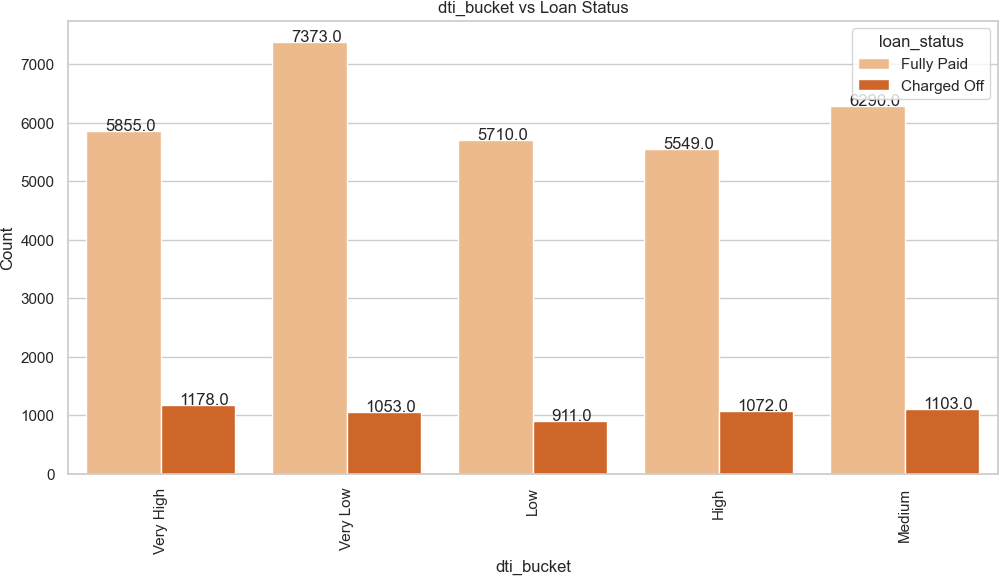 dti_bucket vs Loan Status
loan_status
Fully Paid
Charged Off
Count
7000
6000
5000
4000
3000
2000
1000
0
5855.0
1178.0
7373.0
1053.0
5710.0
911.0
5549.0
1072.0
6290.0
1103.0
Very High
Very Low
Low
High
Medium
dti_bucket